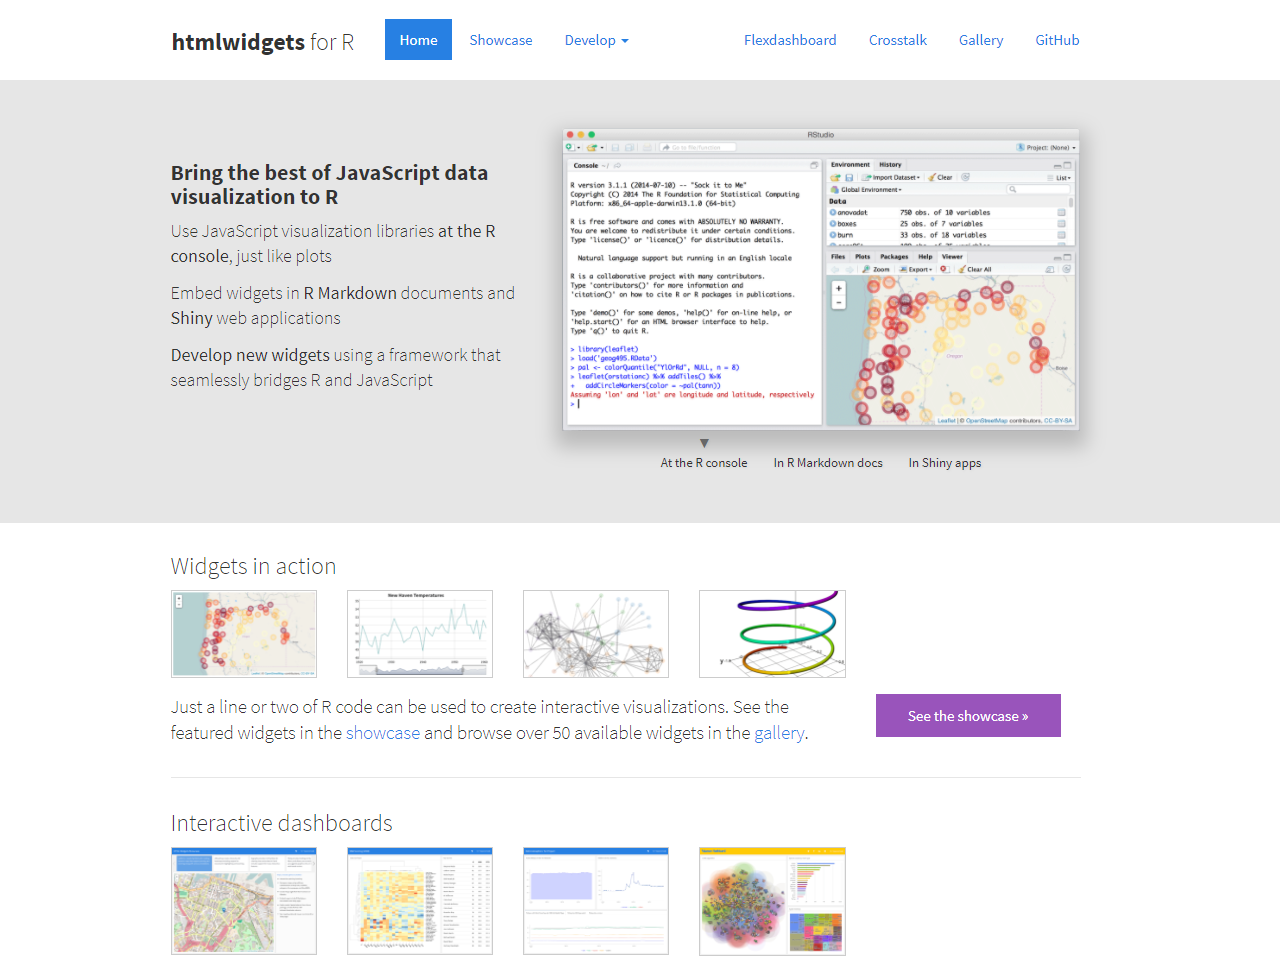 htmlwidgets for R Home Showcase Develop Flexdashboard Crosstalk Gallery GitHub
Bring the best of JavaScript data
visualization to R
Use JavaScript visualization libraries at the R
console, just like plots
Embed widgets in R Markdown documents and
Shiny web applications
Develop new widgets using a framework that
seamlessly bridges R and JavaScript
RStudio
Go to file/function
Project: (None)
Console ~/
R version 3.1.1 (2014-07-10) -- "Sock it to Me"
Copyright (C) 2014 The R Foundation for Statistical Computing
Platform: x86_64-apple-darwin13.1.0 (64-bit)
R is free software and comes with ABSOLUTELY NO WARRANTY.
You are welcome to redistribute it under certain conditions.
Type 'license()' or 'licence()' for distribution details.
Natural language support but running in an English locale
R is a collaborative project with many contributors.
Type 'contributors()' for more information and
'citation()' on how to cite R or R packages in publications.
Type 'demo()' for some demos, 'help()' for on-line help, or
'help.start()' for an HTML browser interface to help.
Type 'q()' to quit R.
> library(leaflet)
> load('geog495.RData')
> pal <- colorQuantile("YlOrRd", NULL, n = 8)
> leaflet(orstationc) %>% addTiles() %>%
+ addCircleMarkers(color = ~pal(tann))
Assuming 'lon' and 'lat' are longitude and latitude, respectively
>
Environment History
Import Dataset Clear List
Global Environment
Data
anovadat 750 obs. of 10 variables
boxes 25 obs. of 7 variables
burn 33 obs. of 18 variables
Files Plots Packages Help Viewer
Zoom Export Clear All
+
−
Oregon
Boise
Leaflet | © OpenStreetMap contributors, CC-BY-SA
At the R console In R Markdown docs In Shiny apps
Widgets in action
New Haven Temperatures
Just a line or two of R code can be used to create interactive visualizations. See the
featured widgets in the showcase and browse over 50 available widgets in the gallery.
See the showcase »
Interactive dashboards